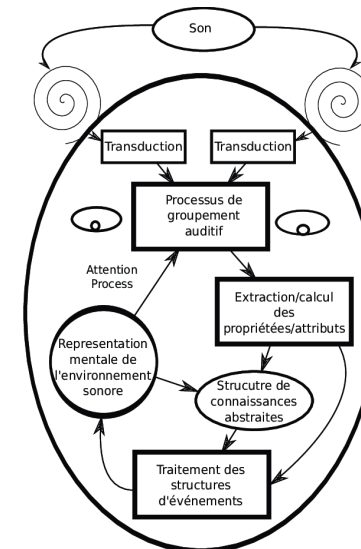 Son
Transduction
Transduction
Processus de
groupement
auditif
Attention
Process
Extraction/calcul
des
propriétées/attributs
Representation
mentale de
l'environnement
sonore
Strucutre de
connaissances
abstraites
Traitement des
structures
d'événements